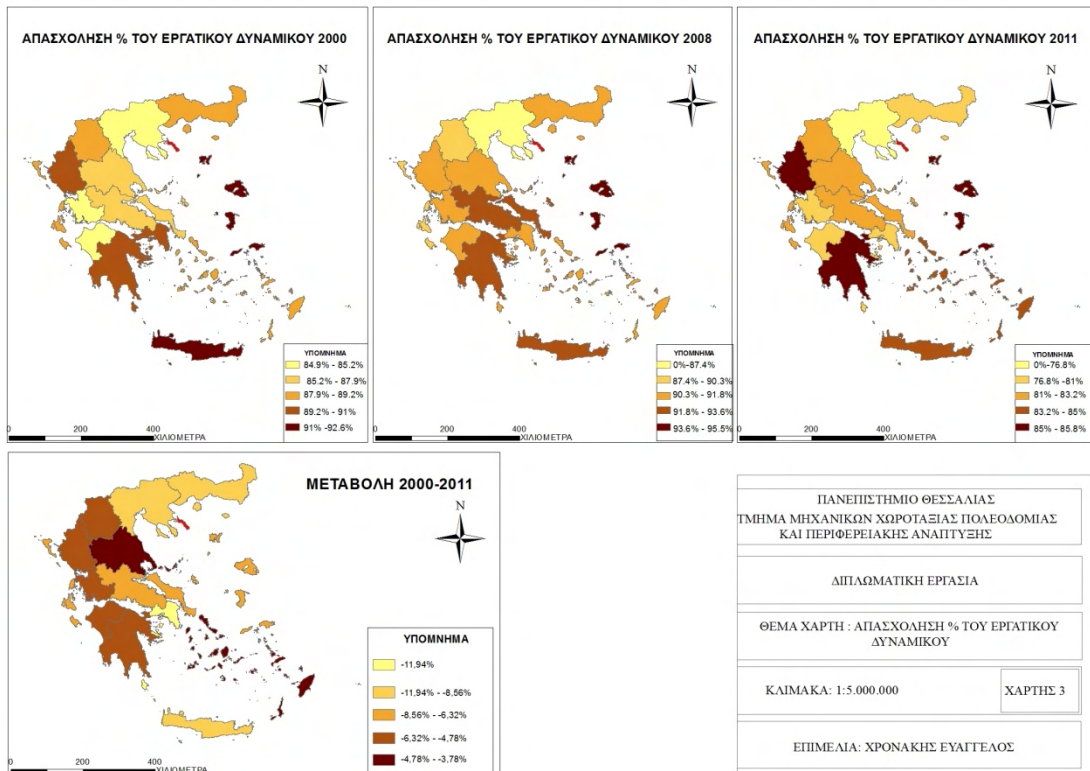 ΑΠΑΣΧΟΛΗΣΗ % ΤΟΥ ΕΡΓΑΤΙΚΟΥ ΔΥΝΑΜΙΚΟΥ 2000
N
ΥΠΟΜΝΗΜΑ
84.9% - 85.2%
85.2% - 87.9%
87.9% - 89.2%
89.2% - 91%
91% -92.6%
400 200 0 400
ΧΙΛΙΟΜΕΤΡΑ
ΑΠΑΣΧΟΛΗΣΗ % ΤΟΥ ΕΡΓΑΤΙΚΟΥ ΔΥΝΑΜΙΚΟΥ 2008
N
ΥΠΟΜΝΗΜΑ
0%-87.4%
87.4% - 90.3%
90.3% - 91.8%
91.8% - 93.6%
93.6% - 95.5%
400 200 0 400
ΧΙΛΙΟΜΕΤΡΑ
ΑΠΑΣΧΟΛΗΣΗ % ΤΟΥ ΕΡΓΑΤΙΚΟΥ ΔΥΝΑΜΙΚΟΥ 2011
N
ΥΠΟΜΝΗΜΑ
0%-76.8%
76.8% - 81%
81% - 83.2%
83.2% - 85%
85% - 85.8%
400 200 0 400
ΧΙΛΙΟΜΕΤΡΑ
ΜΕΤΑΒΟΛΗ 2000-2011
N
ΥΠΟΜΝΗΜΑ
-11,94%
-11,94% - -8,56%
-8,56% - -6,32%
-6,32% - -4,78%
-4,78% - -3,78%
400 200 0 400
ΧΙΛΙΟΜΕΤΡΑ
ΠΑΝΕΠΙΣΤΗΜΙΟ ΘΕΣΣΑΛΙΑΣ
ΤΜΗΜΑ ΜΗΧΑΝΙΚΩΝ ΧΩΡΟΤΑΞΙΑΣ ΠΟΛΕΟΔΟΜΙΑΣ
ΚΑΙ ΠΕΡΙΦΕΡΕΙΑΚΗΣ ΑΝΑΠΤΥΞΗΣ
ΔΙΠΛΩΜΑΤΙΚΗ ΕΡΓΑΣΙΑ
ΘΕΜΑ ΧΑΡΤΗ : ΑΠΑΣΧΟΛΗΣΗ % ΤΟΥ ΕΡΓΑΤΙΚΟΥ
ΔΥΝΑΜΙΚΟΥ
ΚΛΙΜΑΚΑ: 1:5.000.000
ΧΑΡΤΗΣ 3
ΕΠΙΜΕΛΙΑ: ΧΡΟΝΑΚΗΣ ΕΥΑΓΓΕΛΟΣ